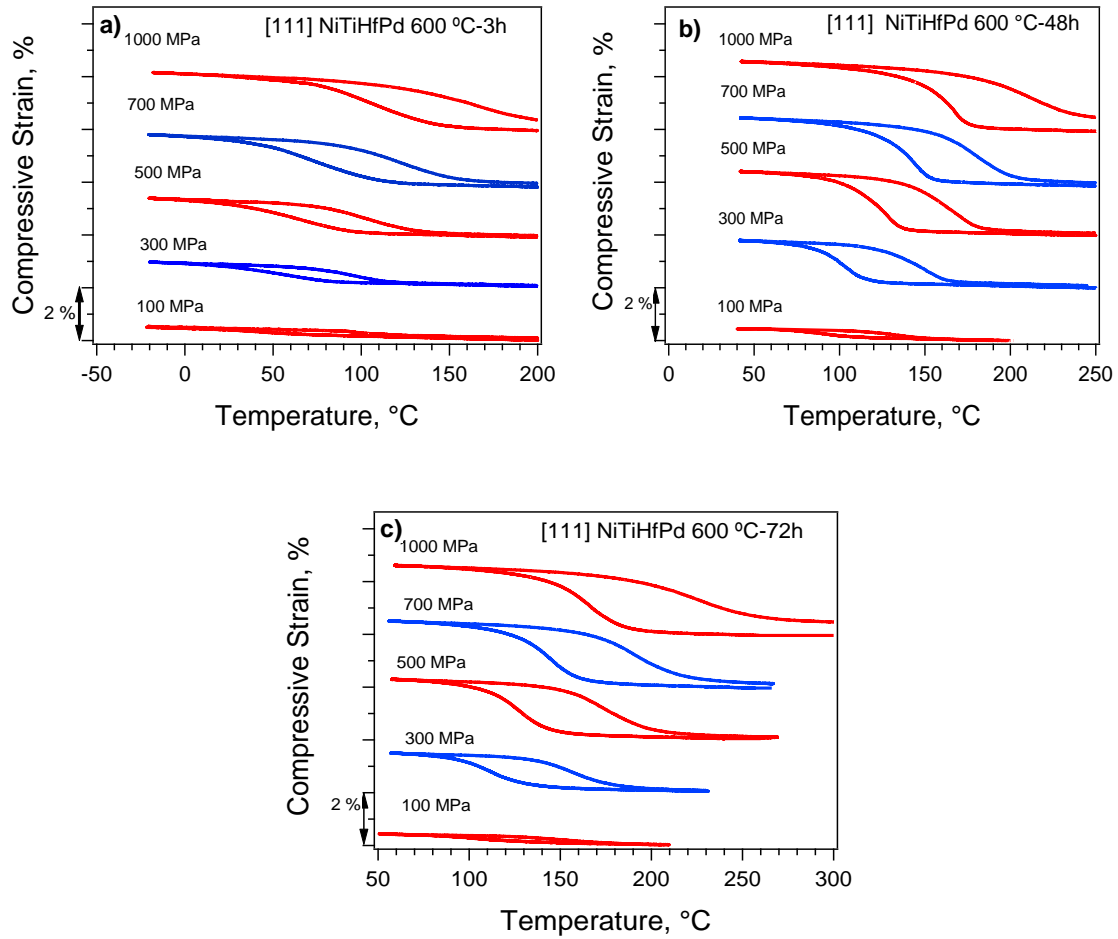 a)
[111] NiTiHfPd 600 ºC-3h
1000 MPa
700 MPa
500 MPa
300 MPa
100 MPa
Compressive Strain, %
2 %
-50 0 50 100 150 200
Temperature, °C
b)
[111] NiTiHfPd 600 °C-48h
1000 MPa
700 MPa
500 MPa
300 MPa
100 MPa
Compressive Strain, %
2 %
0 50 100 150 200 250
Temperature, °C
c)
[111] NiTiHfPd 600 ºC-72h
1000 MPa
700 MPa
500 MPa
300 MPa
100 MPa
Compressive Strain, %
2 %
50 100 150 200 250 300
Temperature, °C